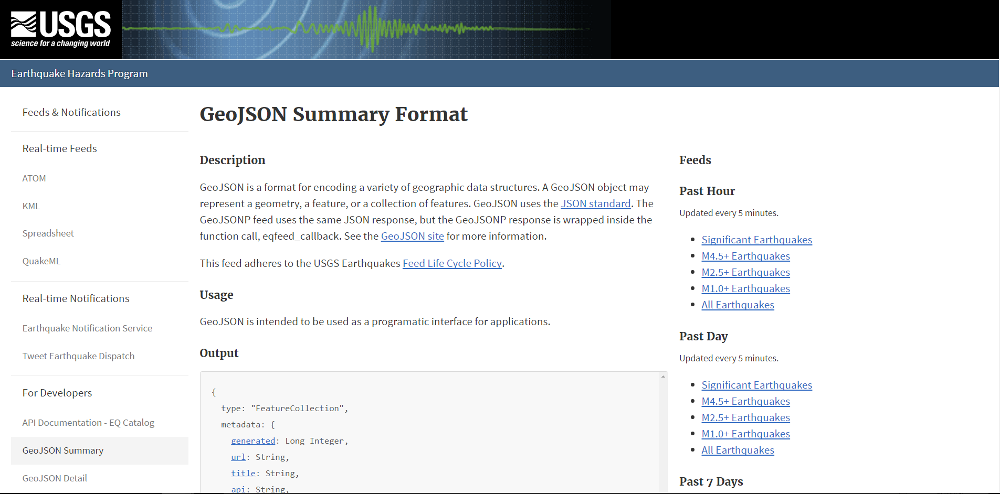 USGS
science for a changing world
Earthquake Hazards Program
Feeds & Notifications
Real-time Feeds
ATOM
KML
Spreadsheet
QuakeML
Real-time Notifications
Earthquake Notification Service
Tweet Earthquake Dispatch
For Developers
API Documentation - EQ Catalog
GeoJSON Summary
GeoJSON Detail
GeoJSON Summary Format
Description
GeoJSON is a format for encoding a variety of geographic data structures. A GeoJSON object may
represent a geometry, a feature, or a collection of features. GeoJSON uses the JSON standard. The
GeoJSONP feed uses the same JSON response, but the GeoJSONP response is wrapped inside the
function call, eqfeed_callback. See the GeoJSON site for more information.
This feed adheres to the USGS Earthquakes Feed Life Cycle Policy.
Usage
GeoJSON is intended to be used as a programatic interface for applications.
Output
{
type: "FeatureCollection",
metadata: {
generated: Long Integer,
url: String,
title: String,
api: String,
Feeds
Past Hour
Updated every 5 minutes.
Significant Earthquakes
M4.5+ Earthquakes
M2.5+ Earthquakes
M1.0+ Earthquakes
All Earthquakes
Past Day
Updated every 5 minutes.
Significant Earthquakes
M4.5+ Earthquakes
M2.5+ Earthquakes
M1.0+ Earthquakes
All Earthquakes
Past 7 Days